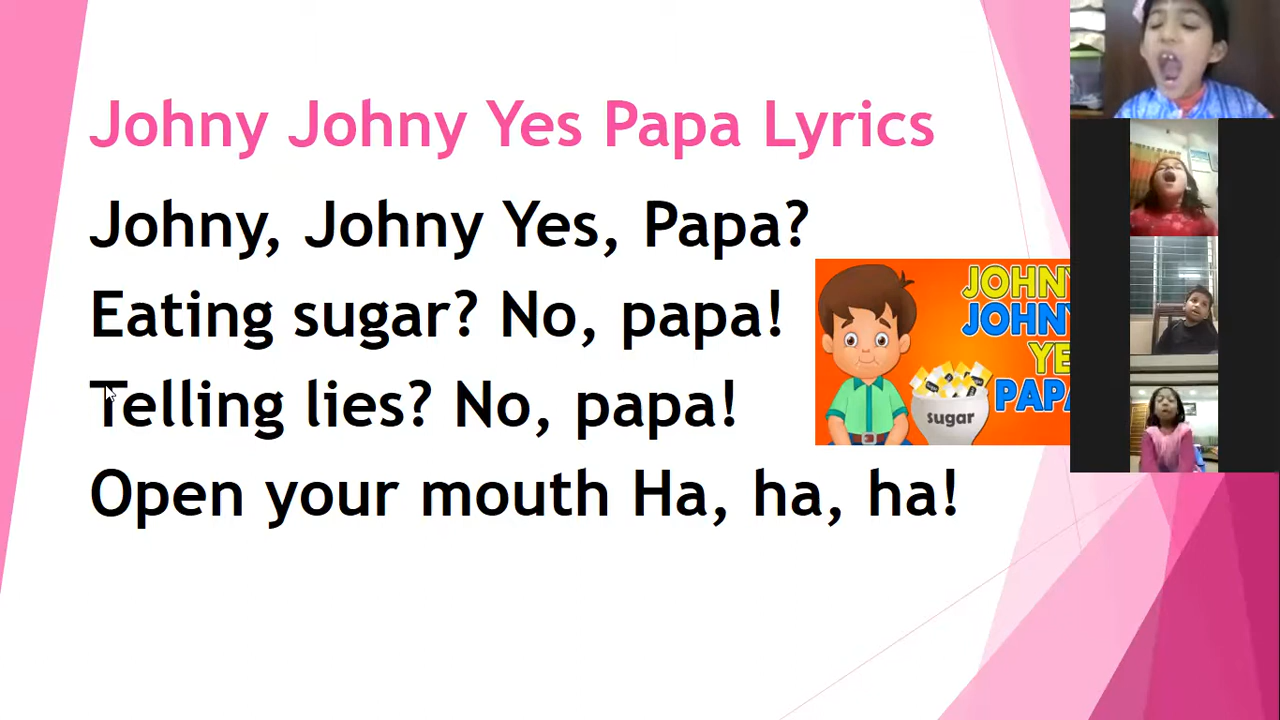 Johny Johny Yes Papa Lyrics
Johny, Johny Yes, Papa?
Eating sugar? No, papa!
Telling lies? No, papa!
Open your mouth Ha, ha, ha!
JOHNY
JOHNY
YE
PAPA
sugar